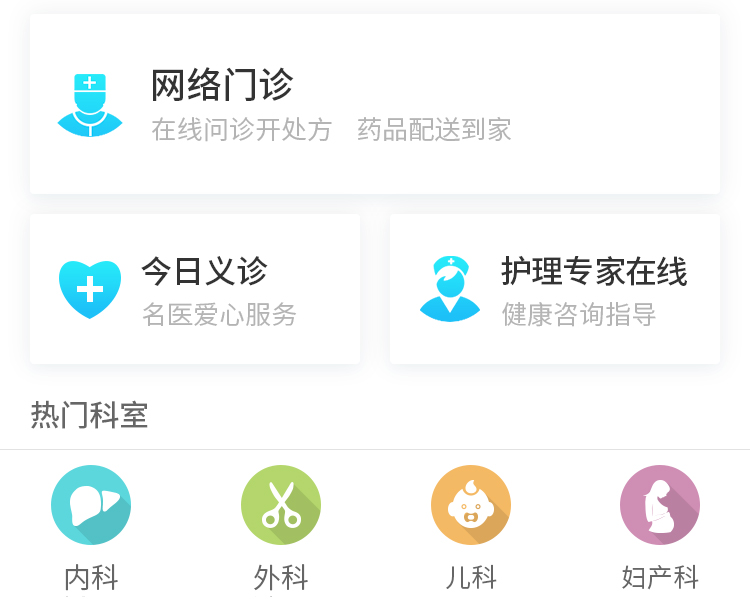 网络门诊
在线问诊开处方 药品配送到家
今日义诊
名医爱心服务
护理专家在线
健康咨询指导
热门科室
内科 外科 儿科 妇产科